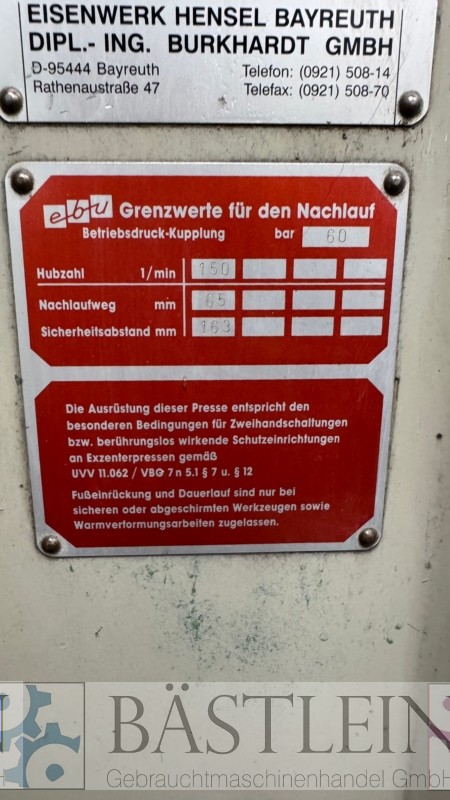 EISENWERK HENSEL BAYREUTH
DIPL.- ING. BURKHARDT GMBH
D-95444 Bayreuth Telefon: (0921) 508-14
Rathenaustraße 47 Telefax: (0921) 508-70
ebu Grenzwerte für den Nachlauf
Betriebsdruck-Kupplung bar 60
Hubzahl 1/min 150
Nachlaufweg mm 65
Sicherheitsabstand mm 163
Die Ausrüstung dieser Presse entspricht den
besonderen Bedingungen für Zweihandschaltungen
bzw. berührungslos wirkende Schutzeinrichtungen
an Exzenterpressen gemäß
UVV 11.062 / VBG 7 n 5.1 § 7 u. § 12
Fußeinrückung und Dauerlauf sind nur bei
sicheren oder abgeschirmten Werkzeugen sowie
Warmverformungsarbeiten zugelassen.
BÄSTLEIN
Gebrauchtmaschinenhandel GmbH